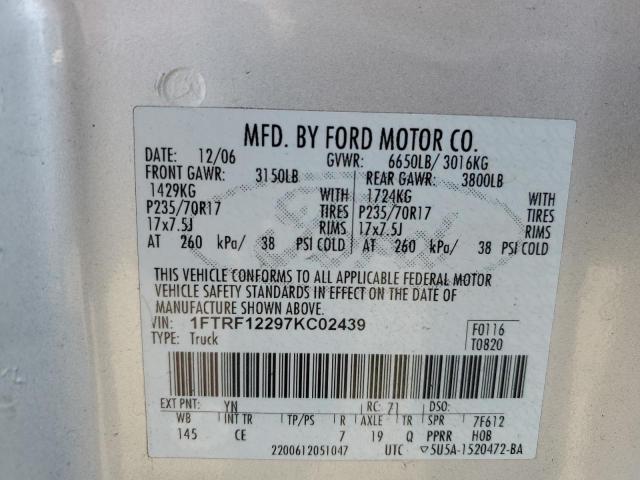 MFD. BY FORD MOTOR CO.
DATE: 12/06 GVWR: 6650LB/ 3016KG
FRONT GAWR: 3150LB REAR GAWR: 3800LB
1429KG WITH 1724KG WITH
P235/70R17 TIRES P235/70R17 TIRES
17x7.5J RIMS 17x7.5J RIMS
AT 260 kPa/ 38 PSI COLD AT 260 kPa/ 38 PSI COLD
THIS VEHICLE CONFORMS TO ALL APPLICABLE FEDERAL MOTOR
VEHICLE SAFETY STANDARDS IN EFFECT ON THE DATE OF
MANUFACTURE SHOWN ABOVE.
VIN: 1FTRF12297KC02439 F0116
TYPE: Truck T0820
EXT PNT: YN RC: 71 DSO:
WB INT TR TP/PS R AXLE TR SPR 7F612
145 CE 7 19 Q PPRR H0B
2200612051047 UTC ▽5U5A-1520472-BA
Ford